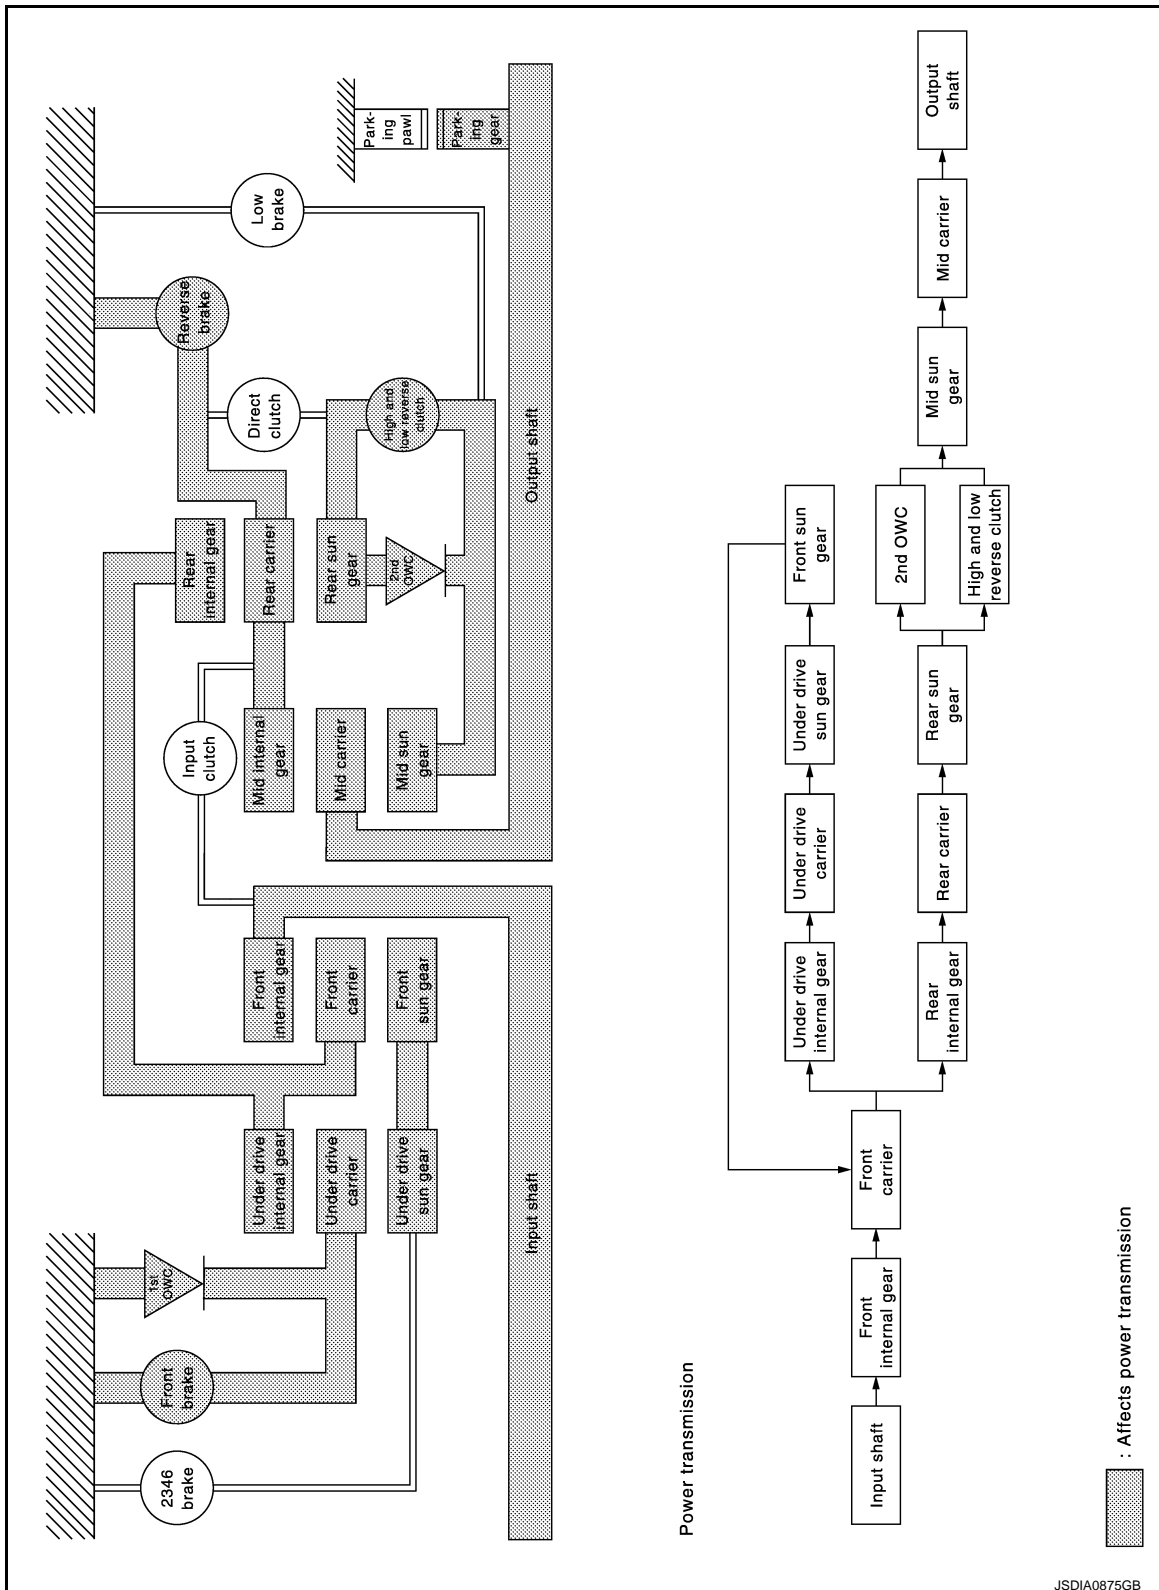 2346
brake
Front
brake
1st
OWC
Under drive
internal gear
Under drive
carrier
Under drive
sun gear
Front
internal gear
Front
carrier
Front
sun gear
Input shaft
Input
clutch
Mid internal
gear
Mid carrier
Mid sun
gear
Rear
internal gear
Rear carrier
Rear sun
gear
2nd
OWC
Direct
clutch
High and
low reverse
clutch
Reverse
brake
Low
brake
Output shaft
Park-
ing
pawl
Park-
ing
gear
Power transmission
Input shaft
Front
internal gear
Front
carrier
Under drive
internal gear
Under drive
carrier
Under drive
sun gear
Front sun
gear
Rear
internal gear
Rear carrier
Rear sun
gear
2nd OWC
High and low
reverse clutch
Mid sun
gear
Mid carrier
Output
shaft
: Affects power transmission
JSDIA0875GB